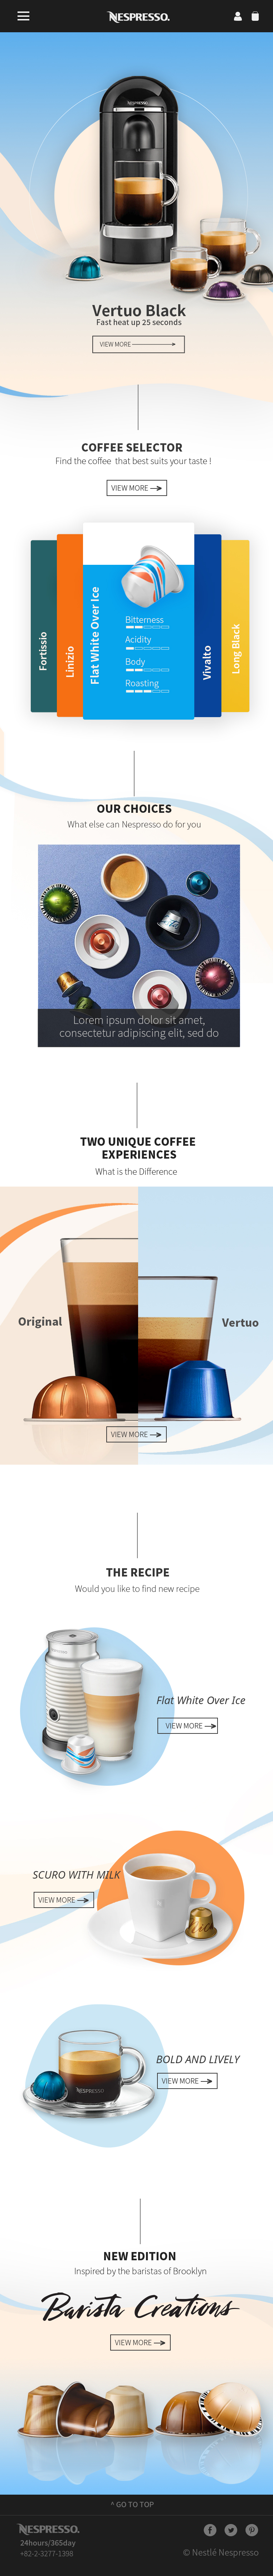 NESPRESSO.
NESPRESSO
Vertuo Black
Fast heat up 25 seconds
VIEW MORE
COFFEE SELECTOR
Find the coffee that best suits your taste !
VIEW MORE
Fortissio
Linizio
Flat White Over Ice
Bitterness
Acidity
Body
Roasting
Vivalto
Long Black
OUR CHOICES
What else can Nespresso do for you
Lorem ipsum dolor sit amet,
consectetur adipiscing elit, sed do
TWO UNIQUE COFFEE
EXPERIENCES
What is the Difference
Original
Vertuo
VIEW MORE
THE RECIPE
Would you like to find new recipe
Flat White Over Ice
VIEW MORE
SCURO WITH MILK
VIEW MORE
BOLD AND LIVELY
VIEW MORE
NESPRESSO
NEW EDITION
Inspired by the baristas of Brooklyn
Barista Creations
VIEW MORE
^ GO TO TOP
NESPRESSO.
24hours/365day
+82-2-3277-1398
© Nestlé Nespresso